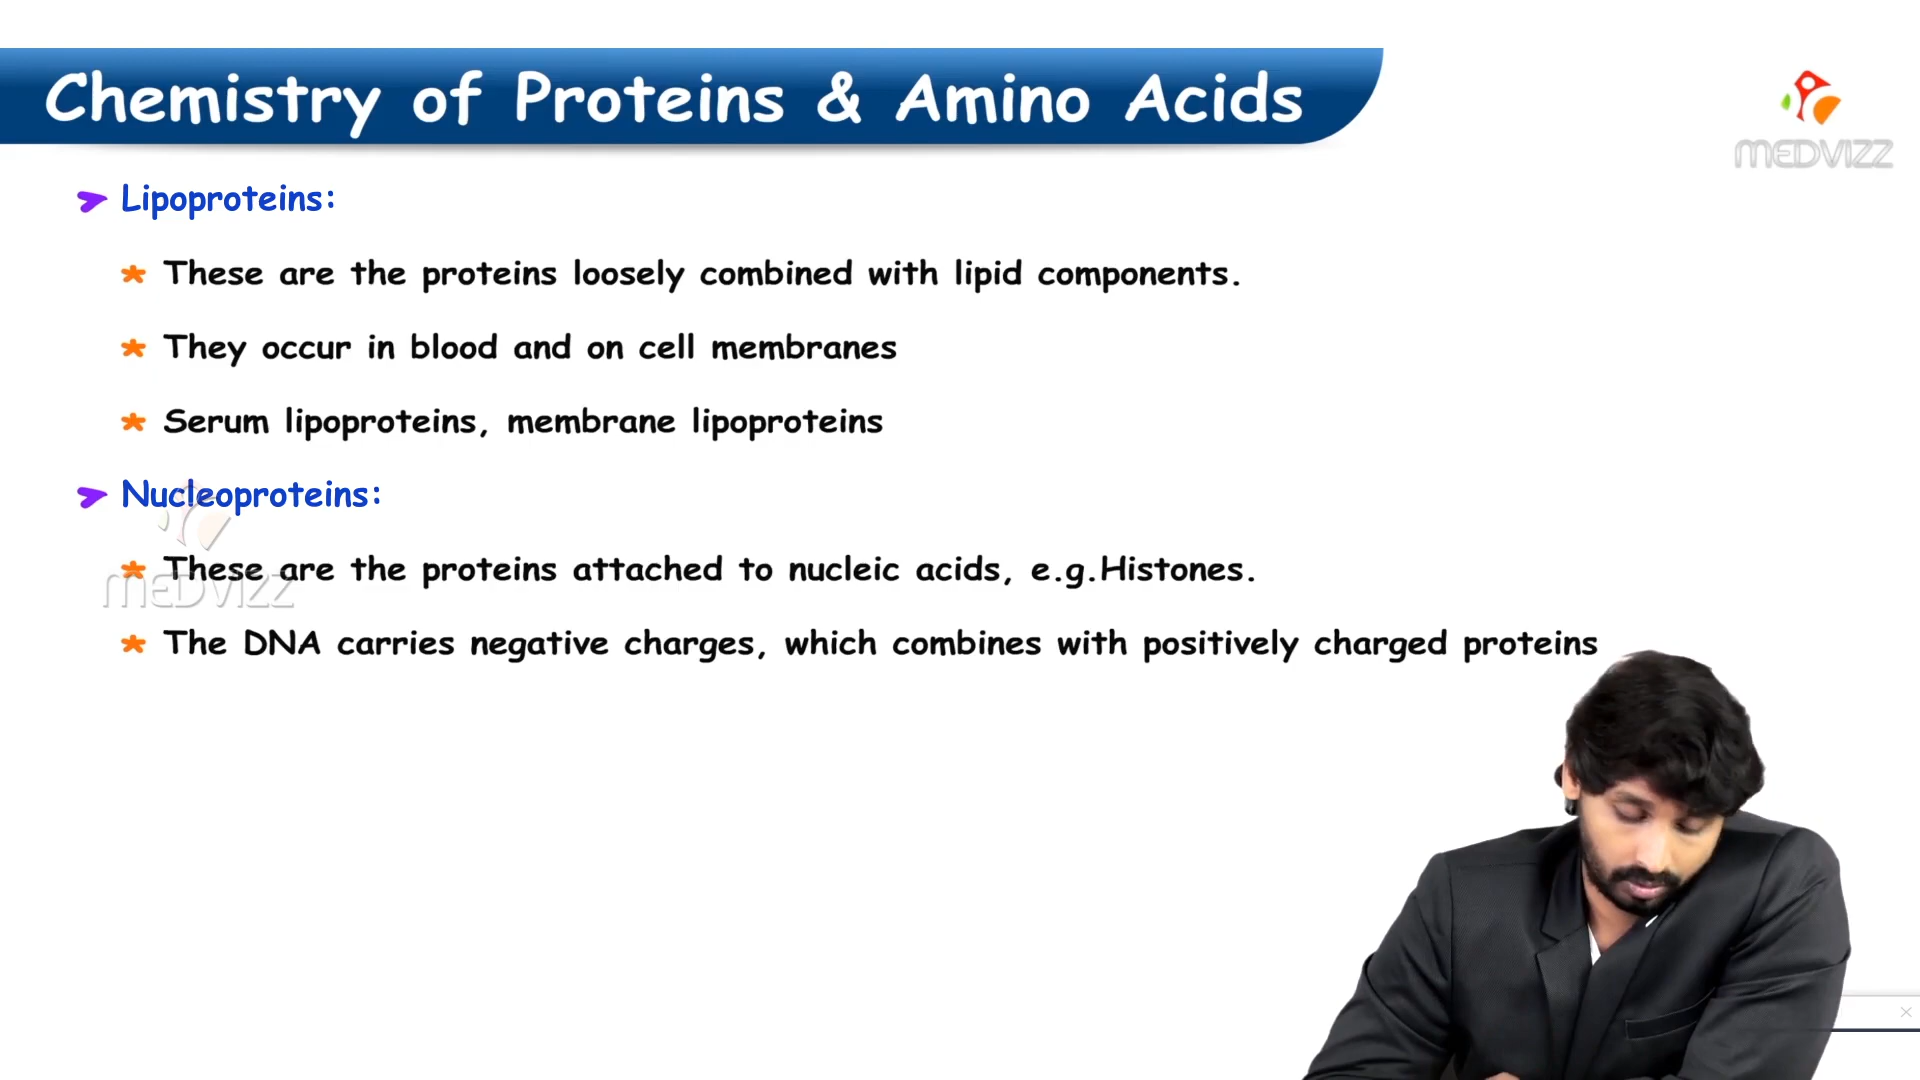 Chemistry of Proteins & Amino Acids
MEDVIZZ
Lipoproteins:
These are the proteins loosely combined with lipid components.
They occur in blood and on cell membranes
Serum lipoproteins, membrane lipoproteins
Nucleoproteins:
These are the proteins attached to nucleic acids, e.g.Histones.
MEDVIZZ
The DNA carries negative charges, which combines with positively charged proteins